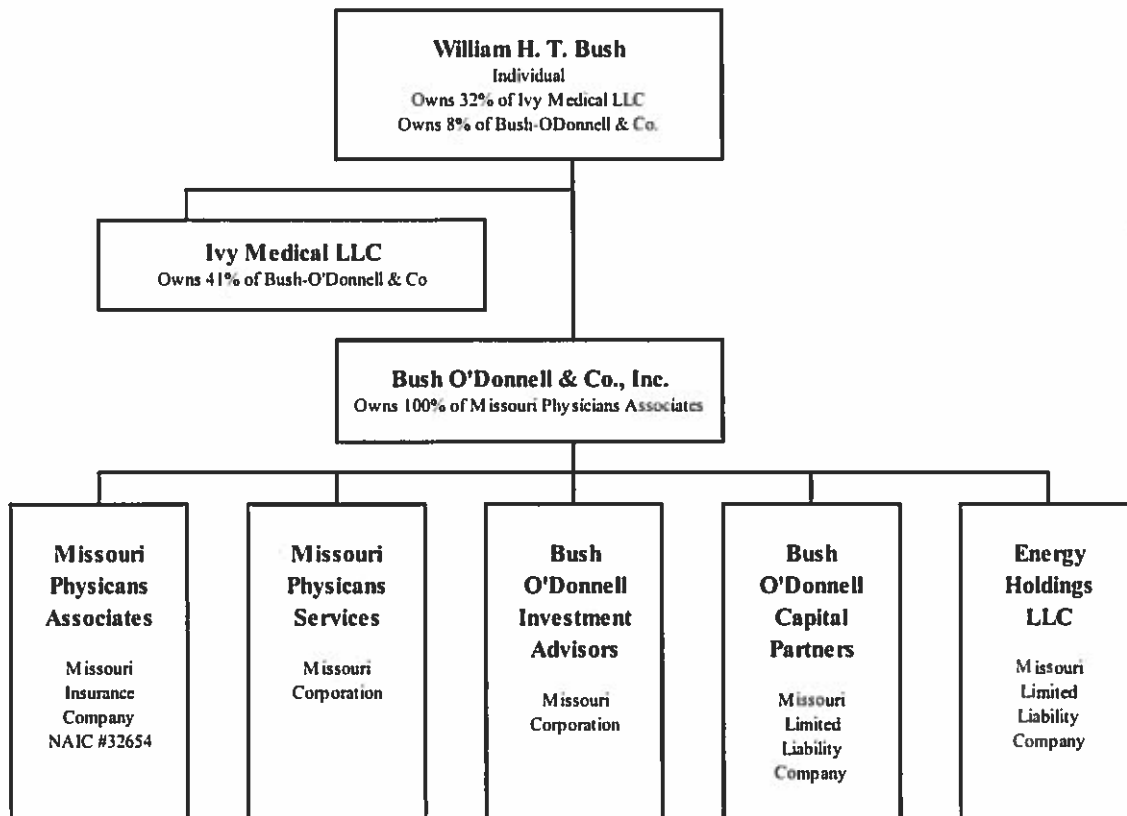 William H. T. Bush
Individual
Owns 32% of Ivy Medical LLC
Owns 8% of Bush-ODonnell & Co.
Ivy Medical LLC
Owns 41% of Bush-O'Donnell & Co
Bush O'Donnell & Co., Inc.
Owns 100% of Missouri Physicians Associates
Missouri
Physicans
Associates
Missouri
Insurance
Company
NAIC #32654
Missouri
Physicans
Services
Missouri
Corporation
Bush
O'Donnell
Investment
Advisors
Missouri
Corporation
Bush
O'Donnell
Capital
Partners
Missouri
Limited
Liability
Company
Energy
Holdings
LLC
Missouri
Limited
Liability
Company